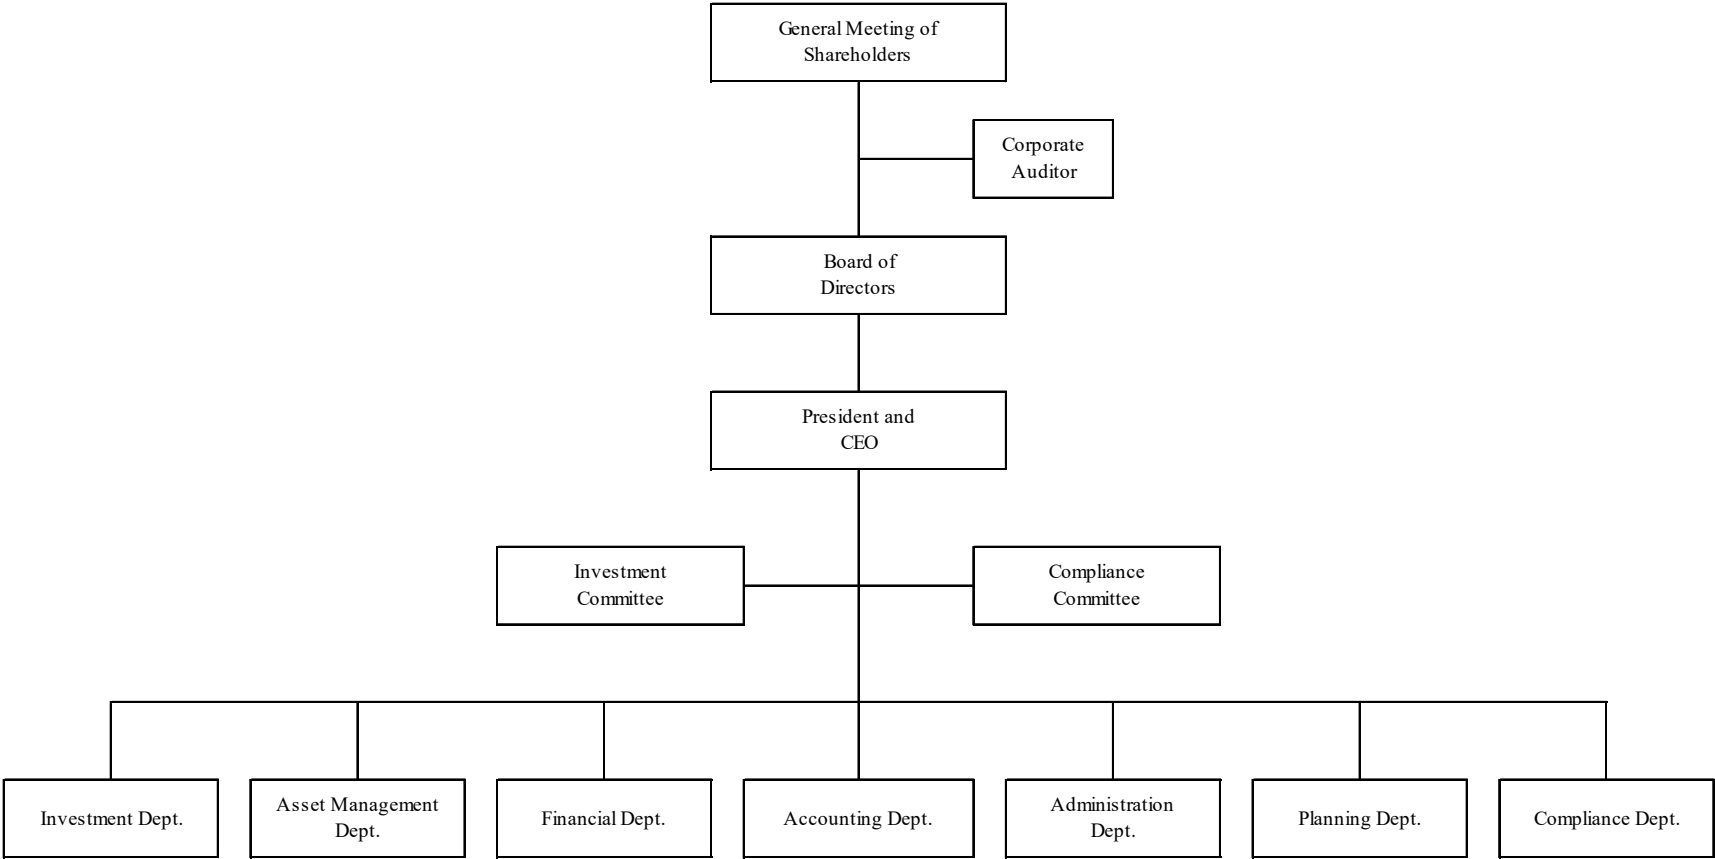 General Meeting of
Shareholders
Corporate
Auditor
Board of
Directors
President and
CEO
Investment
Committee
Compliance
Committee
Investment Dept.
Asset Management
Dept.
Financial Dept.
Accounting Dept.
Administration
Dept.
Planning Dept.
Compliance Dept.